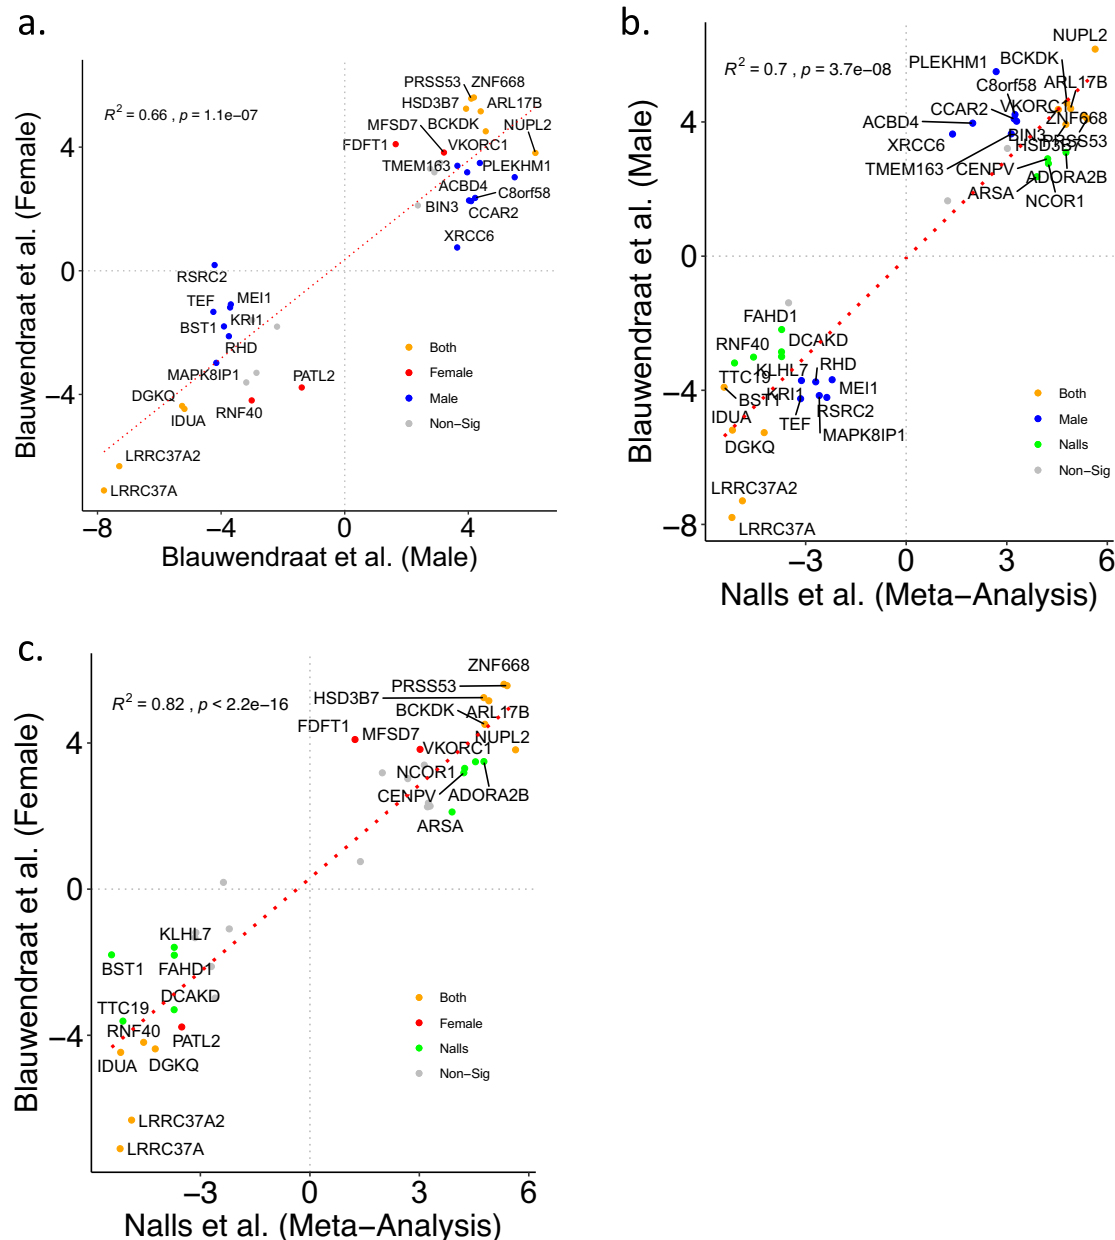 a.
R² = 0.66 , p = 1.1e−07
PRSS53
ZNF668
HSD3B7
ARL17B
MFSD7
BCKDK
NUPL2
FDFT1
VKORC1
TMEM163
PLEKHM1
ACBD4
C8orf58
BIN3
CCAR2
XRCC6
RSRC2
TEF
MEI1
BST1
KRI1
RHD
MAPK8IP1
PATL2
DGKQ
RNF40
IDUA
LRRC37A2
LRRC37A
Both
Female
Male
Non−Sig
4
0
−4
−8
−4
0
4
Blauwendraat et al. (Female)
Blauwendraat et al. (Male)
b.
R² = 0.7 , p = 3.7e−08
NUPL2
PLEKHM1
BCKDK
C8orf58
ARL17B
CCAR2
VKORC1
ACBD4
ZNF668
XRCC6
BIN3
PRSS53
HSD3B7
TMEM163
CENPV
ADORA2B
ARSA
NCOR1
FAHD1
RNF40
DCAKD
TTC19
KLHL7
RHD
BST1
KRI1
MEI1
IDUA
TEF
RSRC2
DGKQ
MAPK8IP1
LRRC37A2
LRRC37A
Both
Male
Nalls
Non−Sig
4
0
−4
−8
−3
0
3
6
Blauwendraat et al. (Male)
Nalls et al. (Meta−Analysis)
c.
R² = 0.82 , p < 2.2e−16
ZNF668
PRSS53
HSD3B7
BCKDK
ARL17B
FDFT1
MFSD7
NUPL2
VKORC1
NCOR1
CENPV
ADORA2B
ARSA
KLHL7
BST1
FAHD1
DCAKD
TTC19
RNF40
PATL2
IDUA
DGKQ
LRRC37A2
LRRC37A
Both
Female
Nalls
Non−Sig
4
0
−4
−3
0
3
6
Blauwendraat et al. (Female)
Nalls et al. (Meta−Analysis)